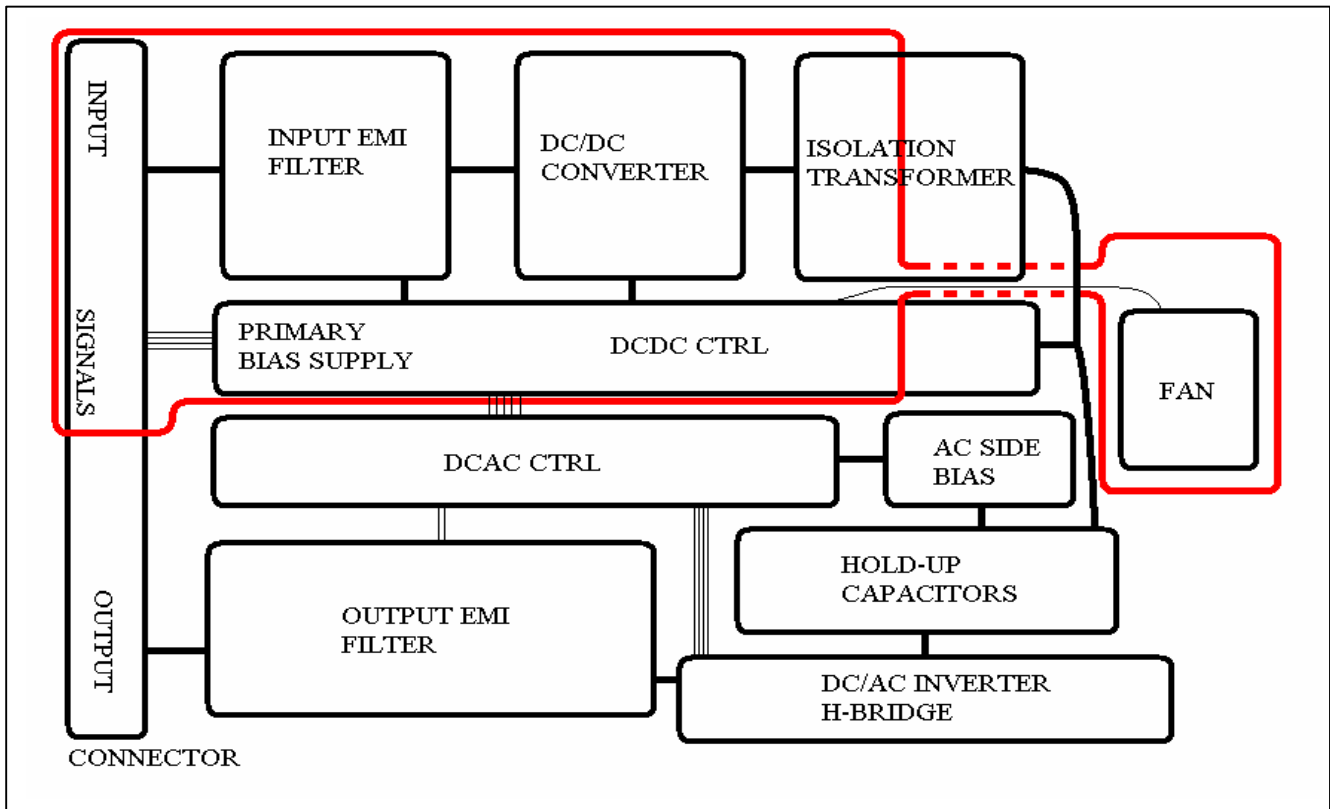 INPUT
INPUT EMI
FILTER
DC/DC
CONVERTER
ISOLATION
TRANSFORMER
SIGNALS
PRIMARY
BIAS SUPPLY
DCDC CTRL
FAN
DCAC CTRL
AC SIDE
BIAS
HOLD-UP
CAPACITORS
OUTPUT
OUTPUT EMI
FILTER
DC/AC INVERTER
H-BRIDGE
CONNECTOR